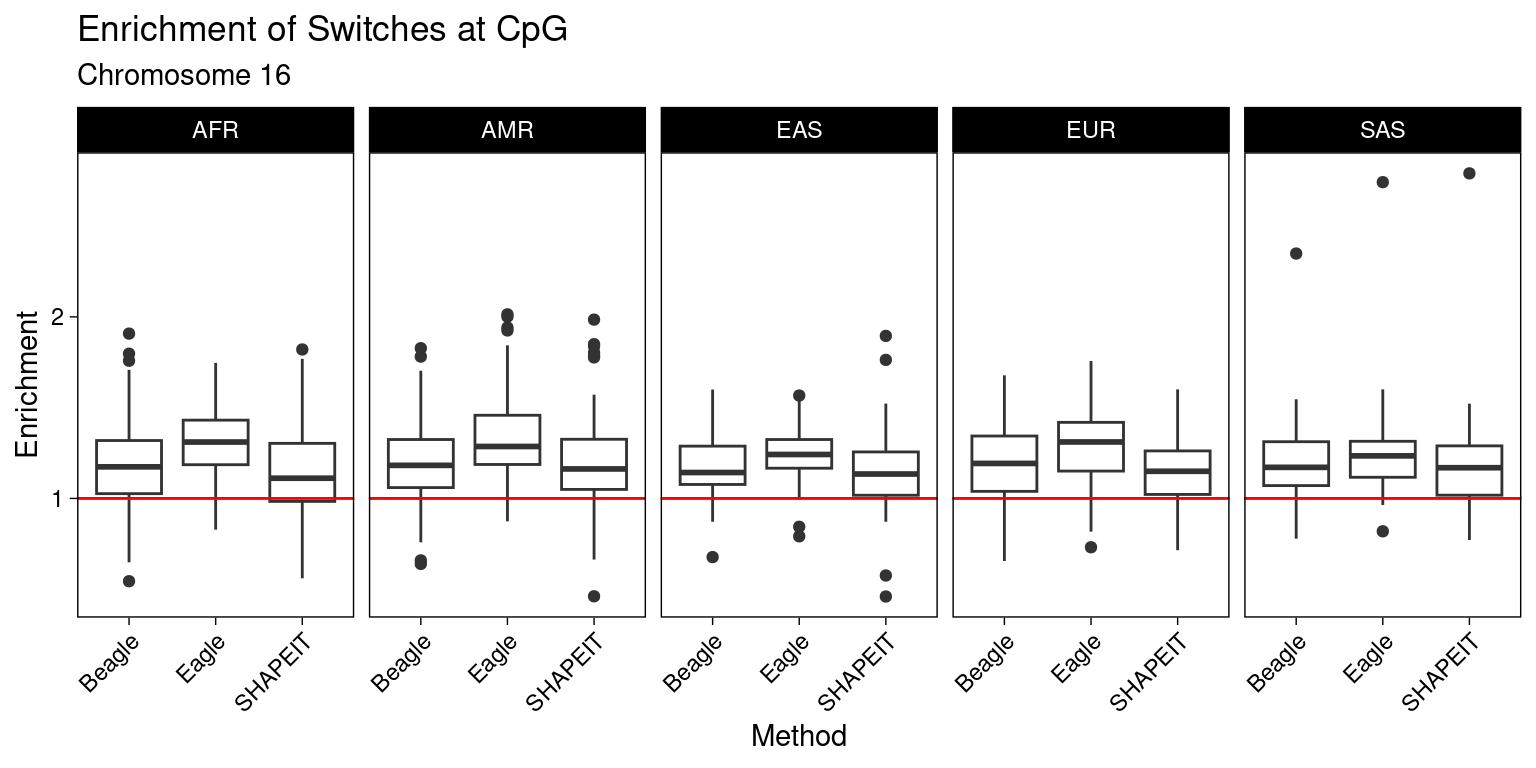 Enrichment of Switches at CpG
Chromosome 16
AFR AMR EAS EUR SAS
Enrichment
2
1
Beagle Eagle SHAPEIT Beagle Eagle SHAPEIT Beagle Eagle SHAPEIT Beagle Eagle SHAPEIT Beagle Eagle SHAPEIT
Method